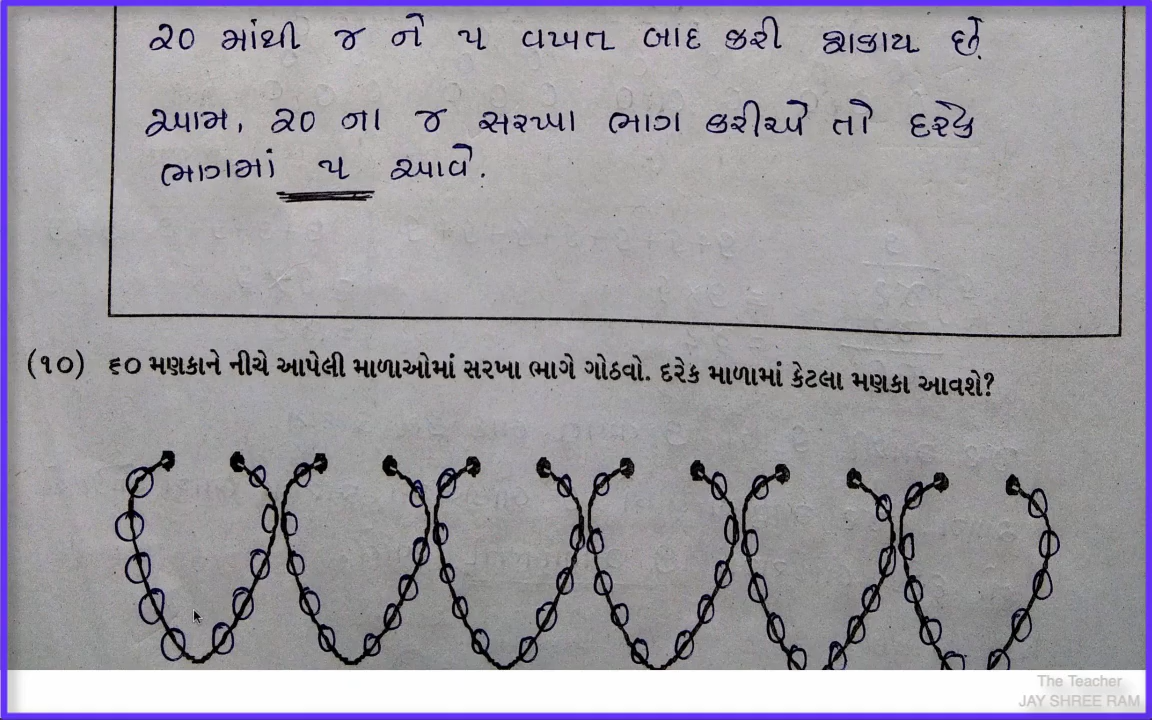 ૨૦ માંથી ૪ ને ૫ વખત બાદ કરી શકાય છે.
આમ, ૨૦ ના ૪ સરખા ભાગ કરીએ તો દરેક
ભાગમાં ૫ આવે.
(૧૦) ૬૦ મણકાને નીચે આપેલી માળાઓમાં સરખા ભાગે ગોઠવો. દરેક માળામાં કેટલા મણકા આવશે?
The Teacher
JAY SHREE RAM